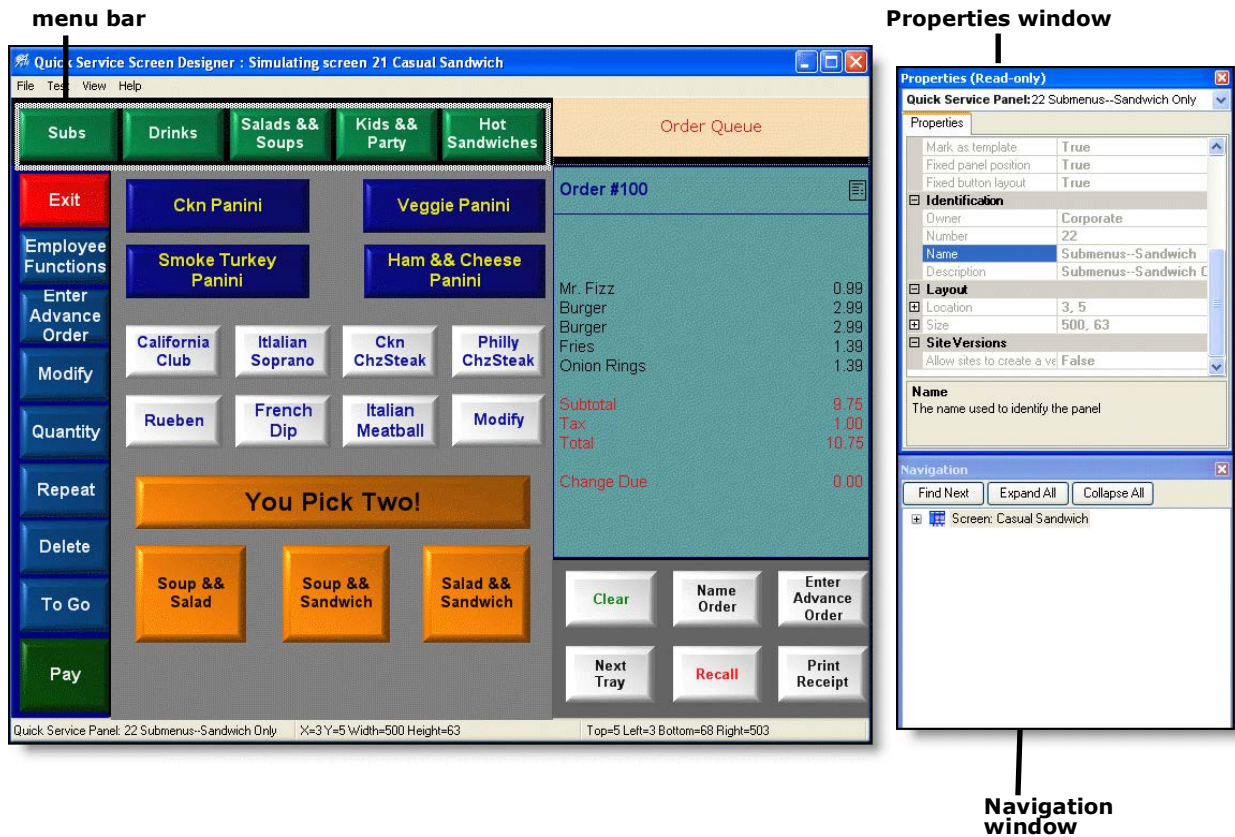 menu bar
Properties window
Quick Service Screen Designer : Simulating screen 21 Casual Sandwich
File Test View Help
Subs
Drinks
Salads &&
Soups
Kids &&
Party
Hot
Sandwiches
Order Queue
Exit
Employee
Functions
Enter
Advance
Order
Modify
Quantity
Repeat
Delete
To Go
Pay
Ckn Panini
Veggie Panini
Smoke Turkey
Panini
Ham && Cheese
Panini
California
Club
Itlalian
Soprano
Ckn
ChzSteak
Philly
ChzSteak
Rueben
French
Dip
Italian
Meatball
Modify
You Pick Two!
Soup &&
Salad
Soup &&
Sandwich
Salad &&
Sandwich
Order #100
Mr. Fizz 0.99
Burger 2.99
Burger 2.99
Fries 1.39
Onion Rings 1.39
Subtotal 9.75
Tax 1.00
Total 10.75
Change Due 0.00
Clear
Name
Order
Enter
Advance
Order
Next
Tray
Recall
Print
Receipt
Quick Service Panel: 22 Submenus--Sandwich Only X=3 Y=5 Width=500 Height=63 Top=5 Left=3 Bottom=68 Right=503
Properties (Read-only)
Quick Service Panel: 22 Submenus--Sandwich Only
Properties
Mark as template True
Fixed panel position True
Fixed button layout True
Identification
Owner Corporate
Number 22
Name Submenus--Sandwich
Description Submenus--Sandwich
Layout
Location 3, 5
Size 500, 63
Site Versions
Allow sites to create a ve False
Name
The name used to identify the panel
Navigation
Find Next Expand All Collapse All
Screen: Casual Sandwich
Navigation
window